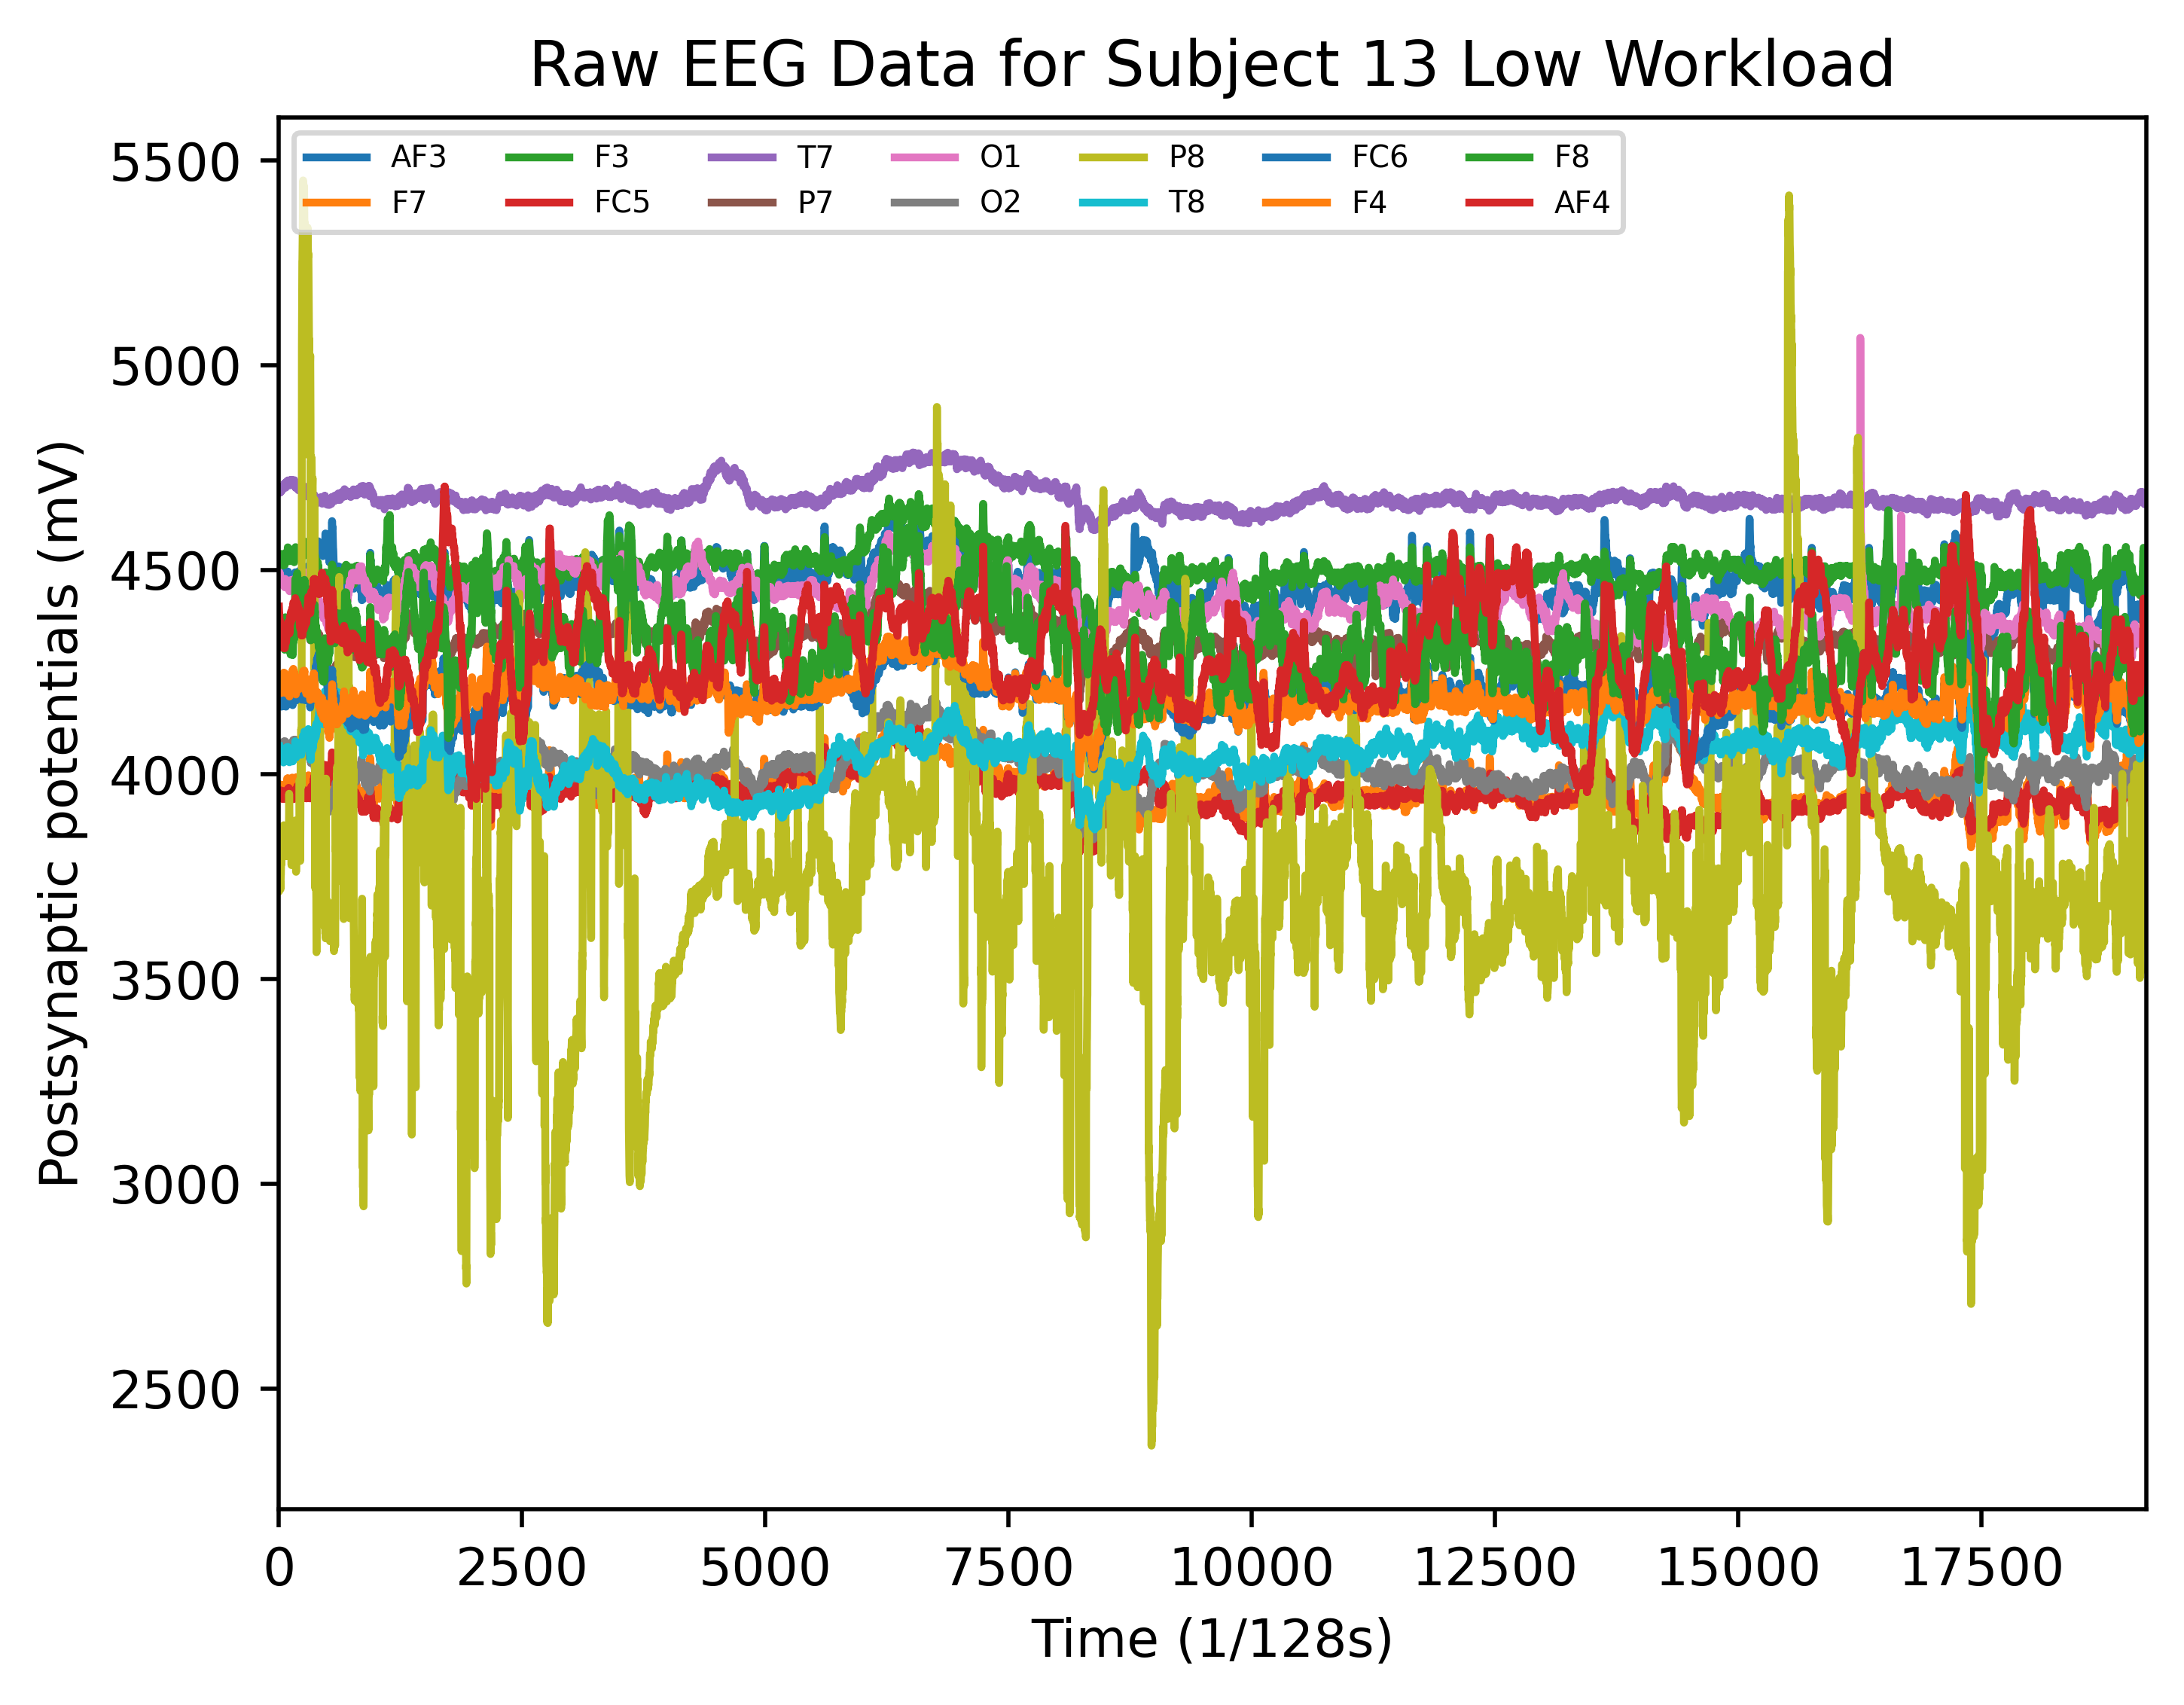 Raw EEG Data for Subject 13 Low Workload
AF3 F3 T7 O1 P8 FC6 F8
F7 FC5 P7 O2 T8 F4 AF4
Postsynaptic potentials (mV)
5500
5000
4500
4000
3500
3000
2500
0 2500 5000 7500 10000 12500 15000 17500
Time (1/128s)